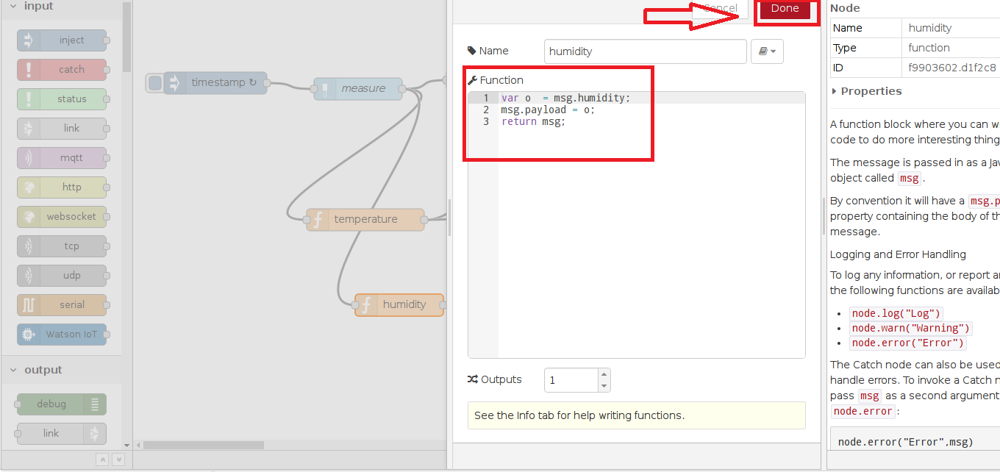 input
inject
catch
status
link
mqtt
http
websocket
tcp
udp
serial
Watson IoT
output
debug
link
timestamp ↻
measure
temperature
humidity
Cancel
Done
Name
humidity
Function
1 var o  = msg.humidity;
2 msg.payload = o;
3 return msg;
Outputs
1
See the Info tab for help writing functions.
Node
Name humidity
Type function
ID f9903602.d1f2c8
Properties
A function block where you can w
code to do more interesting thing
The message is passed in as a Jav
object called msg.
By convention it will have a msg.p
property containing the body of th
message.
Logging and Error Handling
To log any information, or report a
the following functions are availab
• node.log("Log")
• node.warn("Warning")
• node.error("Error")
The Catch node can also be used
handle errors. To invoke a Catch n
pass msg as a second argument
node.error:
node.error("Error",msg)